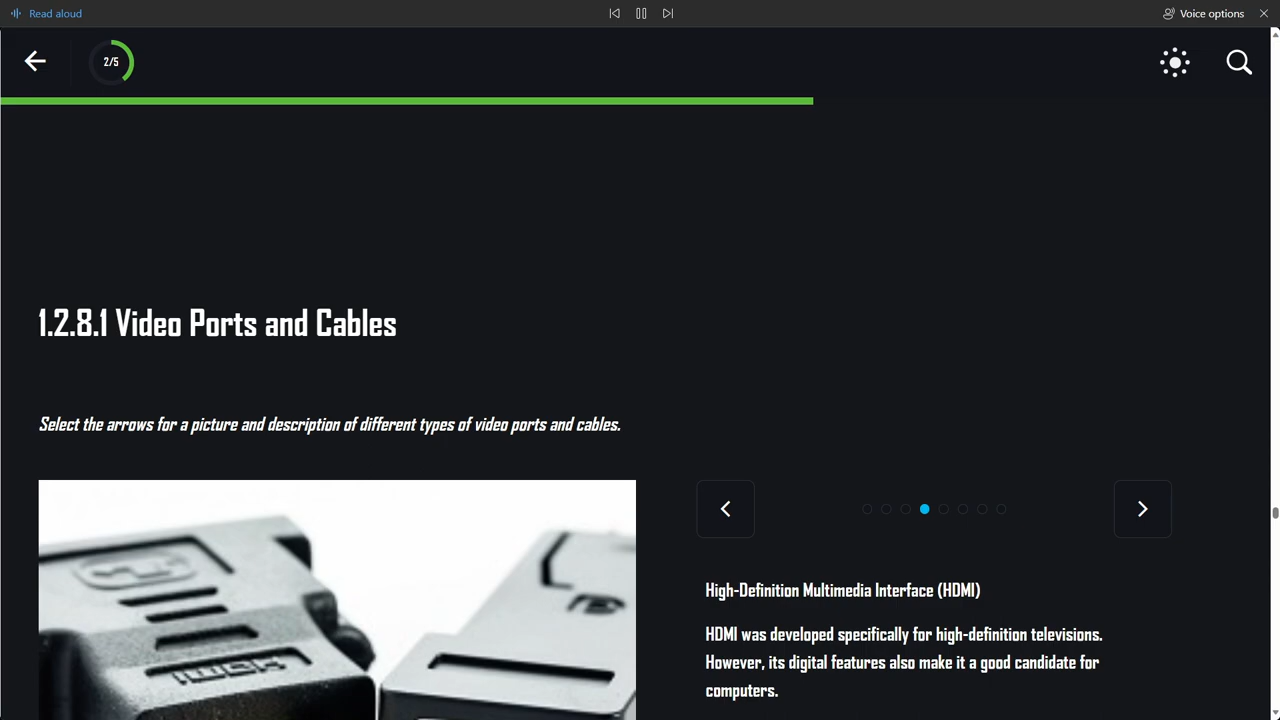 Read aloud
Voice options
2/5
1.2.8.1 Video Ports and Cables
Select the arrows for a picture and description of different types of video ports and cables.
High-Definition Multimedia Interface (HDMI)
HDMI was developed specifically for high-definition televisions.
However, its digital features also make it a good candidate for
computers.